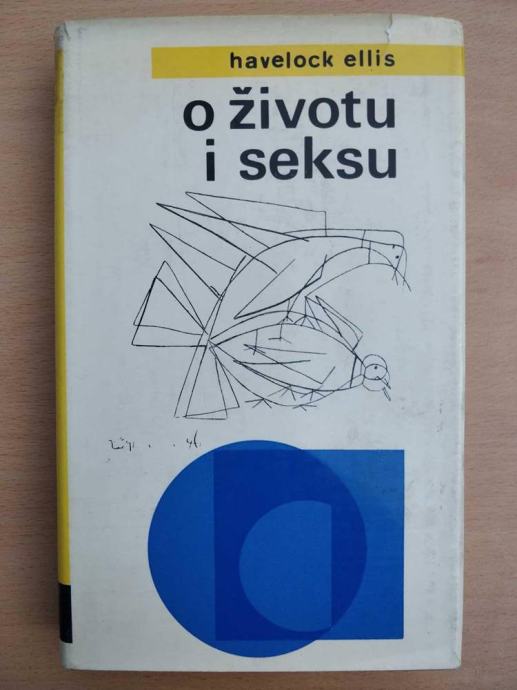 havelock ellis
o životu
i seksu